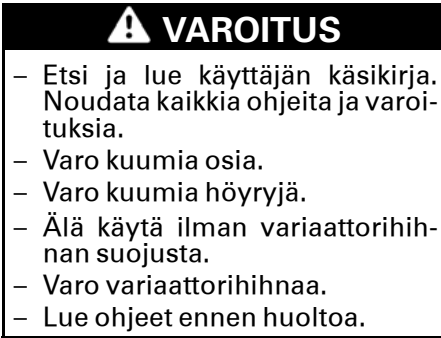 VAROITUS
– Etsi ja lue käyttäjän käsikirja.
Noudata kaikkia ohjeita ja varoi-
tuksia.
– Varo kuumia osia.
– Varo kuumia höyryjä.
– Älä käytä ilman variaattorihih-
nan suojusta.
– Varo variaattorihihnaa.
– Lue ohjeet ennen huoltoa.